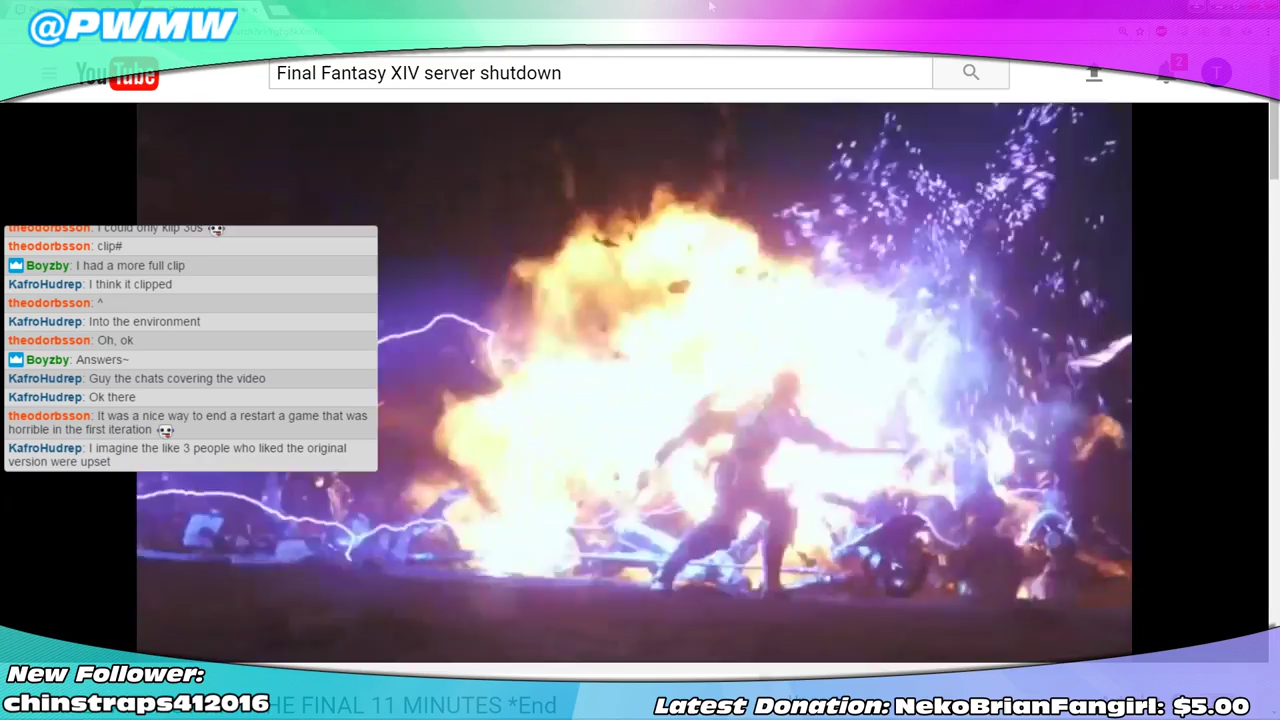 @PWMW
YouTube
Final Fantasy XIV server shutdown
2
T
theodorbsson: I could only klip 30s
theodorbsson: clip#
Boyzby: I had a more full clip
KafroHudrep: I think it clipped
theodorbsson: ^
KafroHudrep: Into the environment
theodorbsson: Oh, ok
Boyzby: Answers~
KafroHudrep: Guy the chats covering the video
KafroHudrep: Ok there
theodorbsson: It was a nice way to end a restart a game that was
horrible in the first iteration
KafroHudrep: I imagine the like 3 people who liked the original
version were upset
New Follower:
chinstraps412016
HE FINAL 11 MINUTES *End
Latest Donation: NekoBrianFangirl: $5.00